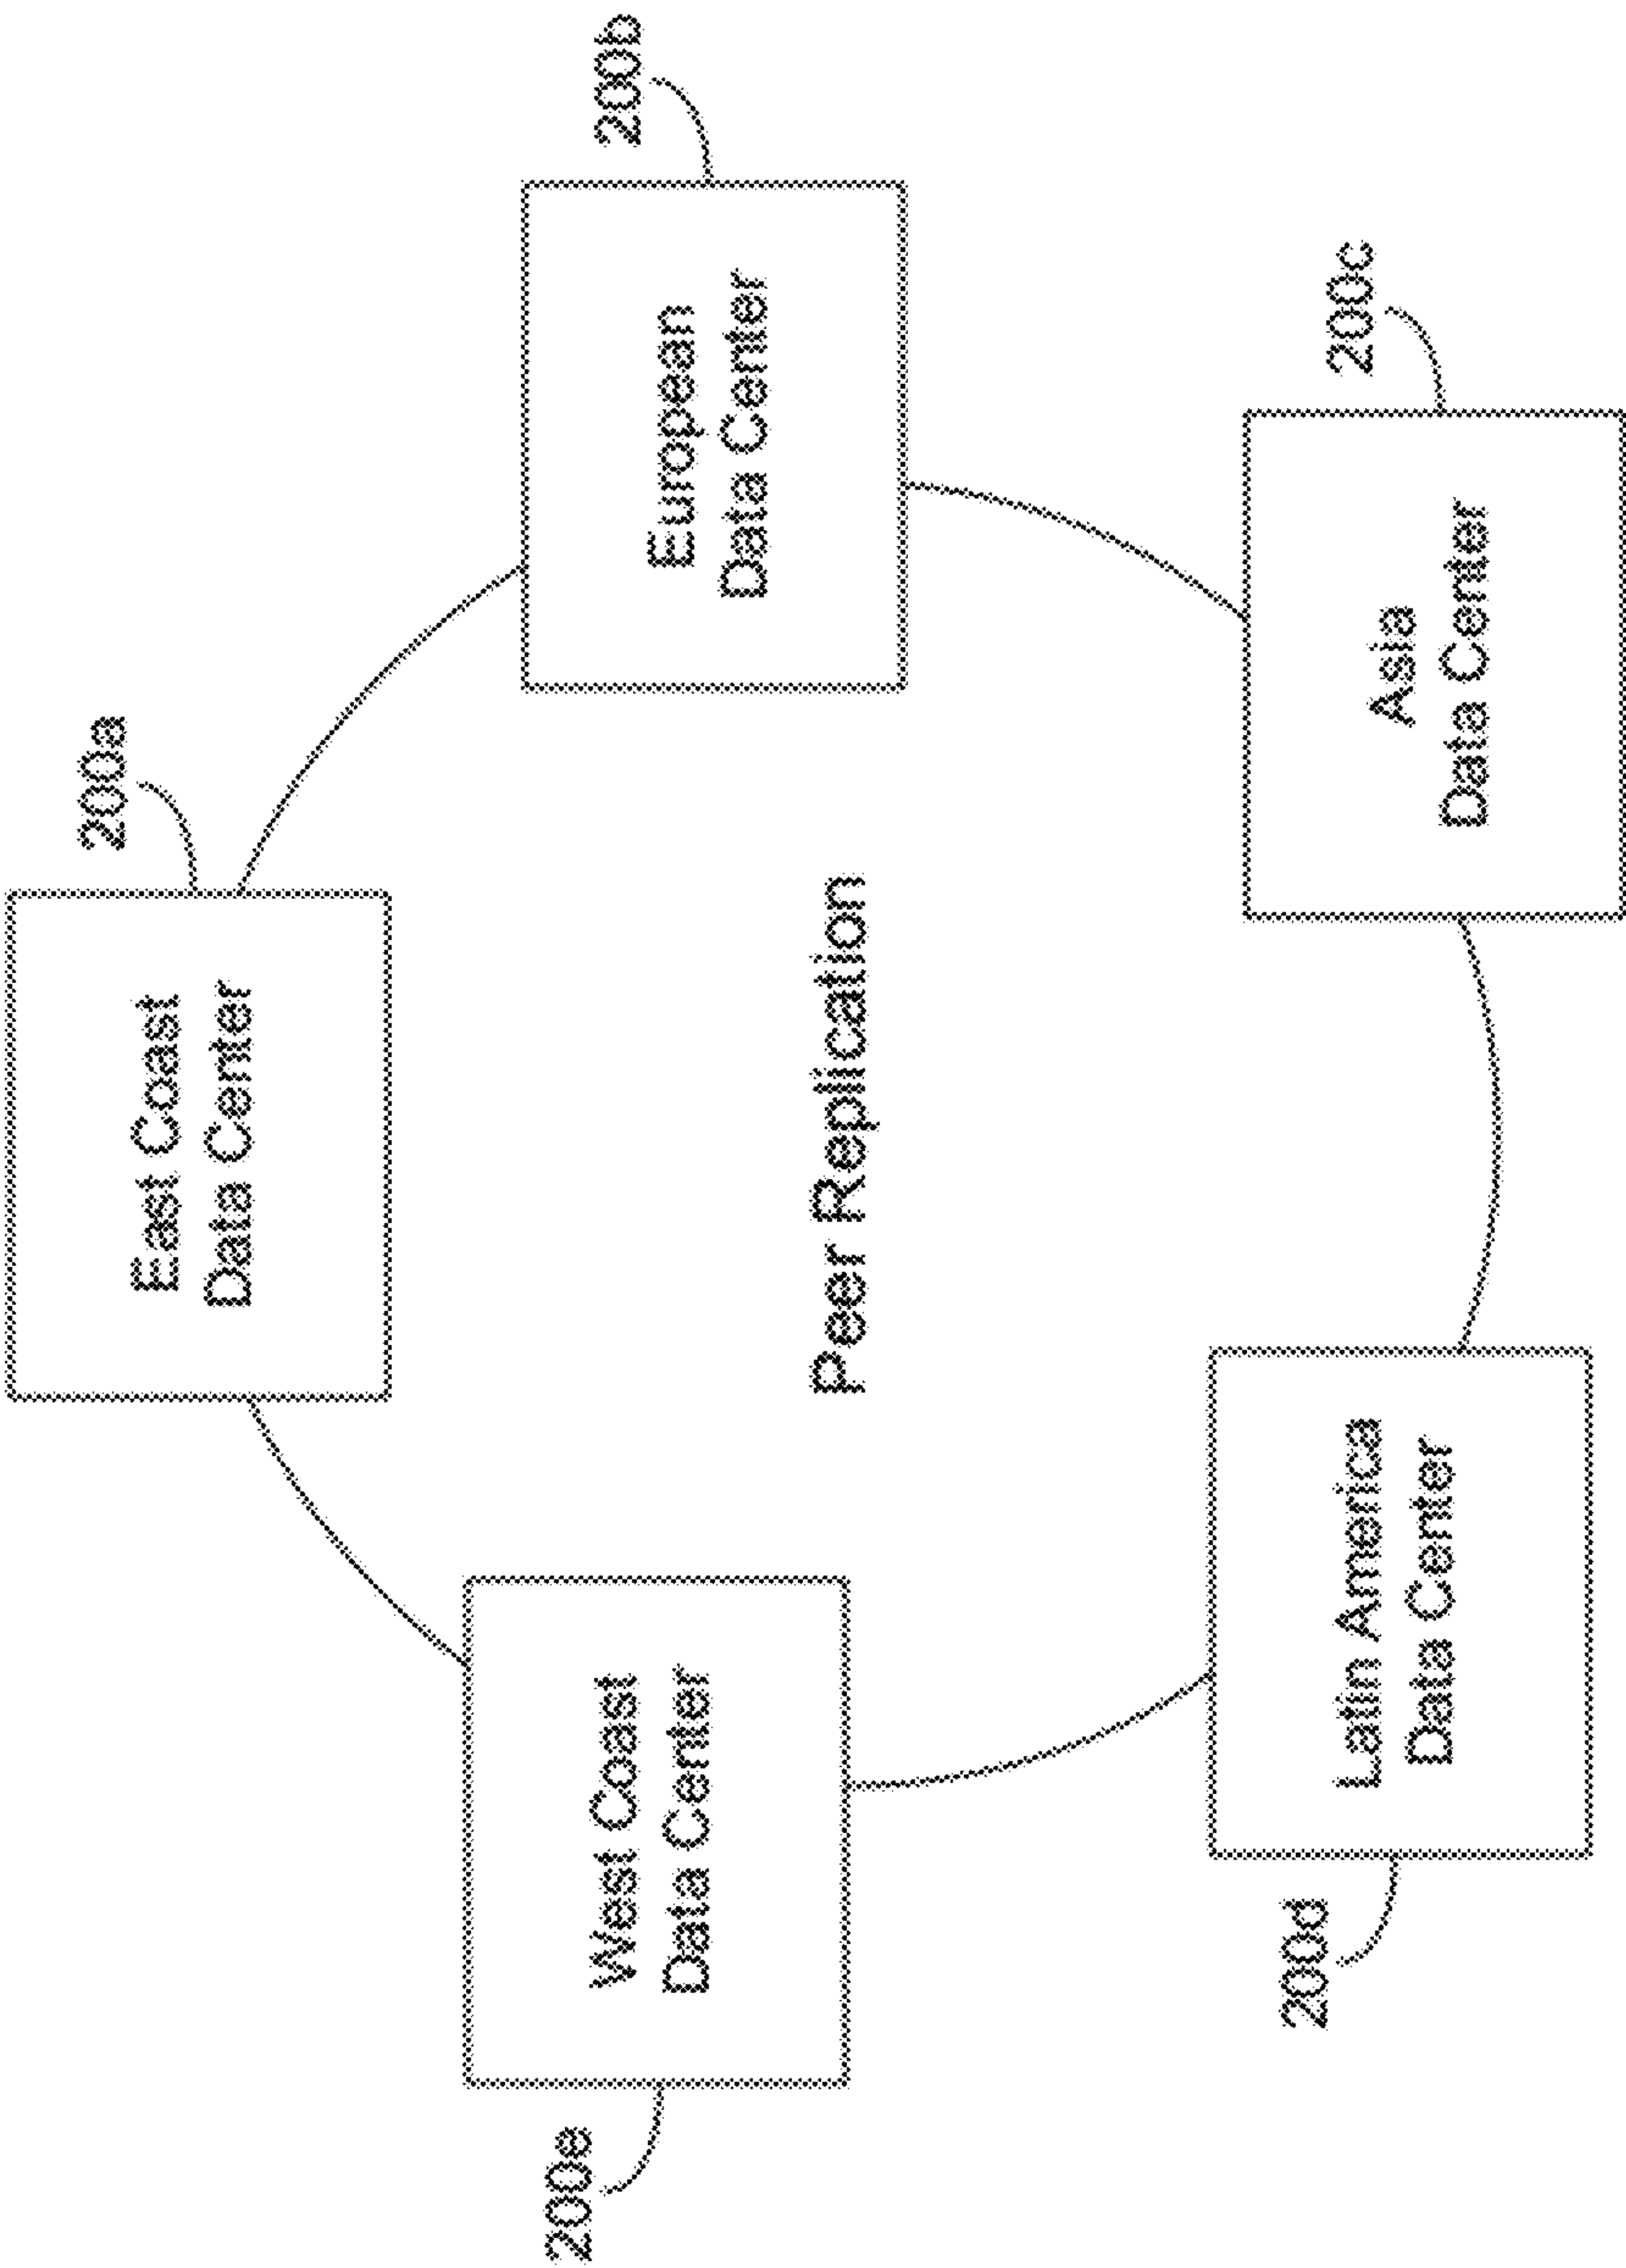 200a
East Coast
Data Center
200b
European
Data Center
200e
West Coast
Data Center
Peer Replication
200c
Asia
Data Center
200d
Latin America
Data Center